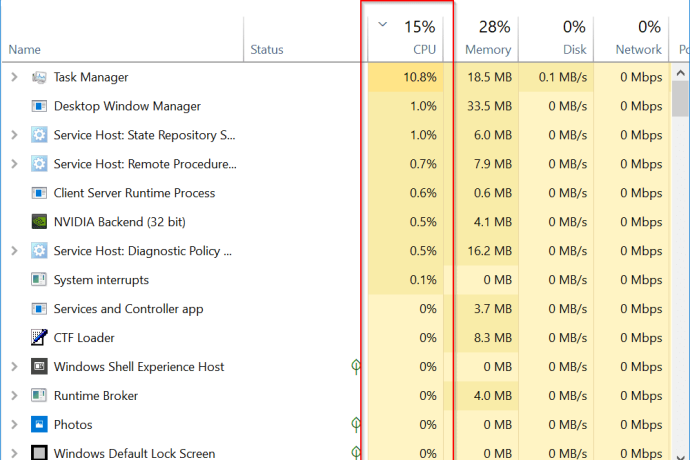 15% 28% 0% 0%
Name Status CPU Memory Disk Network Po
Task Manager 10.8% 18.5 MB 0.1 MB/s 0 Mbps
Desktop Window Manager 1.0% 33.5 MB 0 MB/s 0 Mbps
Service Host: State Repository S... 1.0% 6.0 MB 0 MB/s 0 Mbps
Service Host: Remote Procedure... 0.7% 7.9 MB 0 MB/s 0 Mbps
Client Server Runtime Process 0.6% 0.6 MB 0 MB/s 0 Mbps
NVIDIA Backend (32 bit) 0.5% 4.1 MB 0 MB/s 0 Mbps
Service Host: Diagnostic Policy ... 0.5% 16.2 MB 0 MB/s 0 Mbps
System interrupts 0.1% 0 MB 0 MB/s 0 Mbps
Services and Controller app 0% 3.7 MB 0 MB/s 0 Mbps
CTF Loader 0% 8.3 MB 0 MB/s 0 Mbps
Windows Shell Experience Host 0% 0 MB 0 MB/s 0 Mbps
Runtime Broker 0% 4.0 MB 0 MB/s 0 Mbps
Photos 0% 0 MB 0 MB/s 0 Mbps
Windows Default Lock Screen 0% 0 MB 0 MB/s 0 Mbps